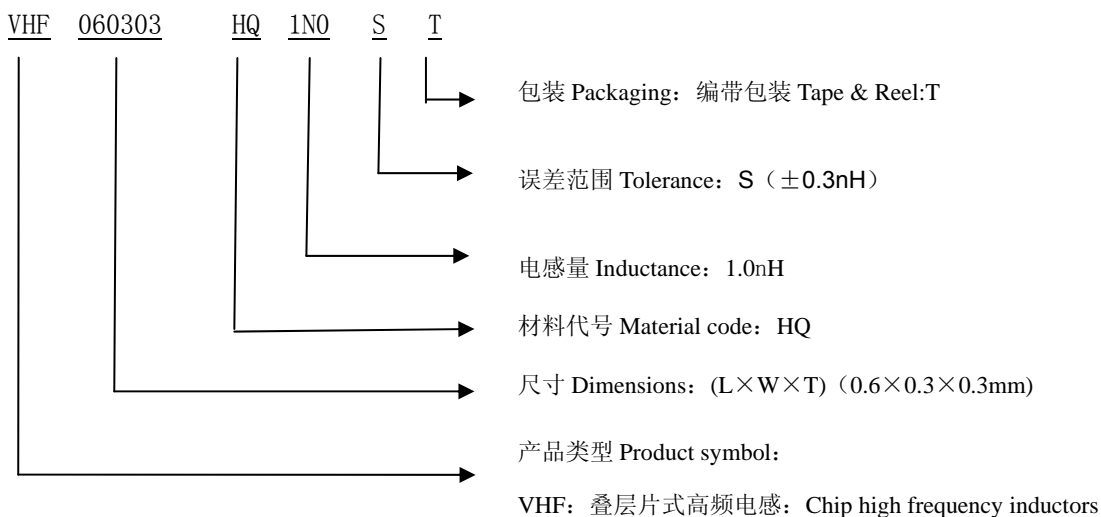 VHF 060303 HQ 1N0 S T
包装 Packaging：编带包装 Tape & Reel:T
误差范围 Tolerance：S（±0.3nH）
电感量 Inductance：1.0nH
材料代号 Material code：HQ
尺寸 Dimensions：(L×W×T)（0.6×0.3×0.3mm)
产品类型 Product symbol：
VHF：叠层片式高频电感：Chip high frequency inductors